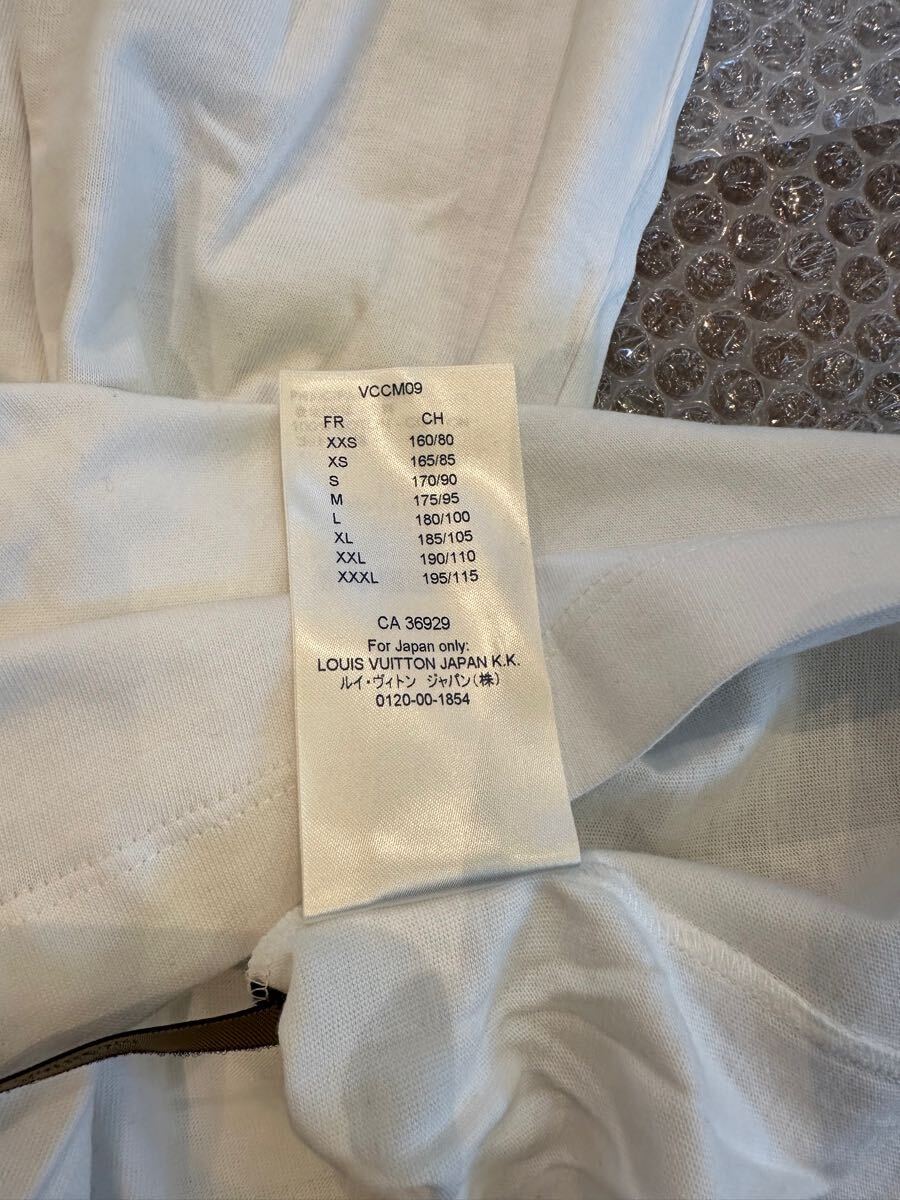 VCCM09
FR CH
XXS 160/80
XS 165/85
S 170/90
M 175/95
L 180/100
XL 185/105
XXL 190/110
XXXL 195/115
CA 36929
For Japan only:
LOUIS VUITTON JAPAN K.K.
ルイ・ヴィトン ジャパン(株)
0120-00-1854